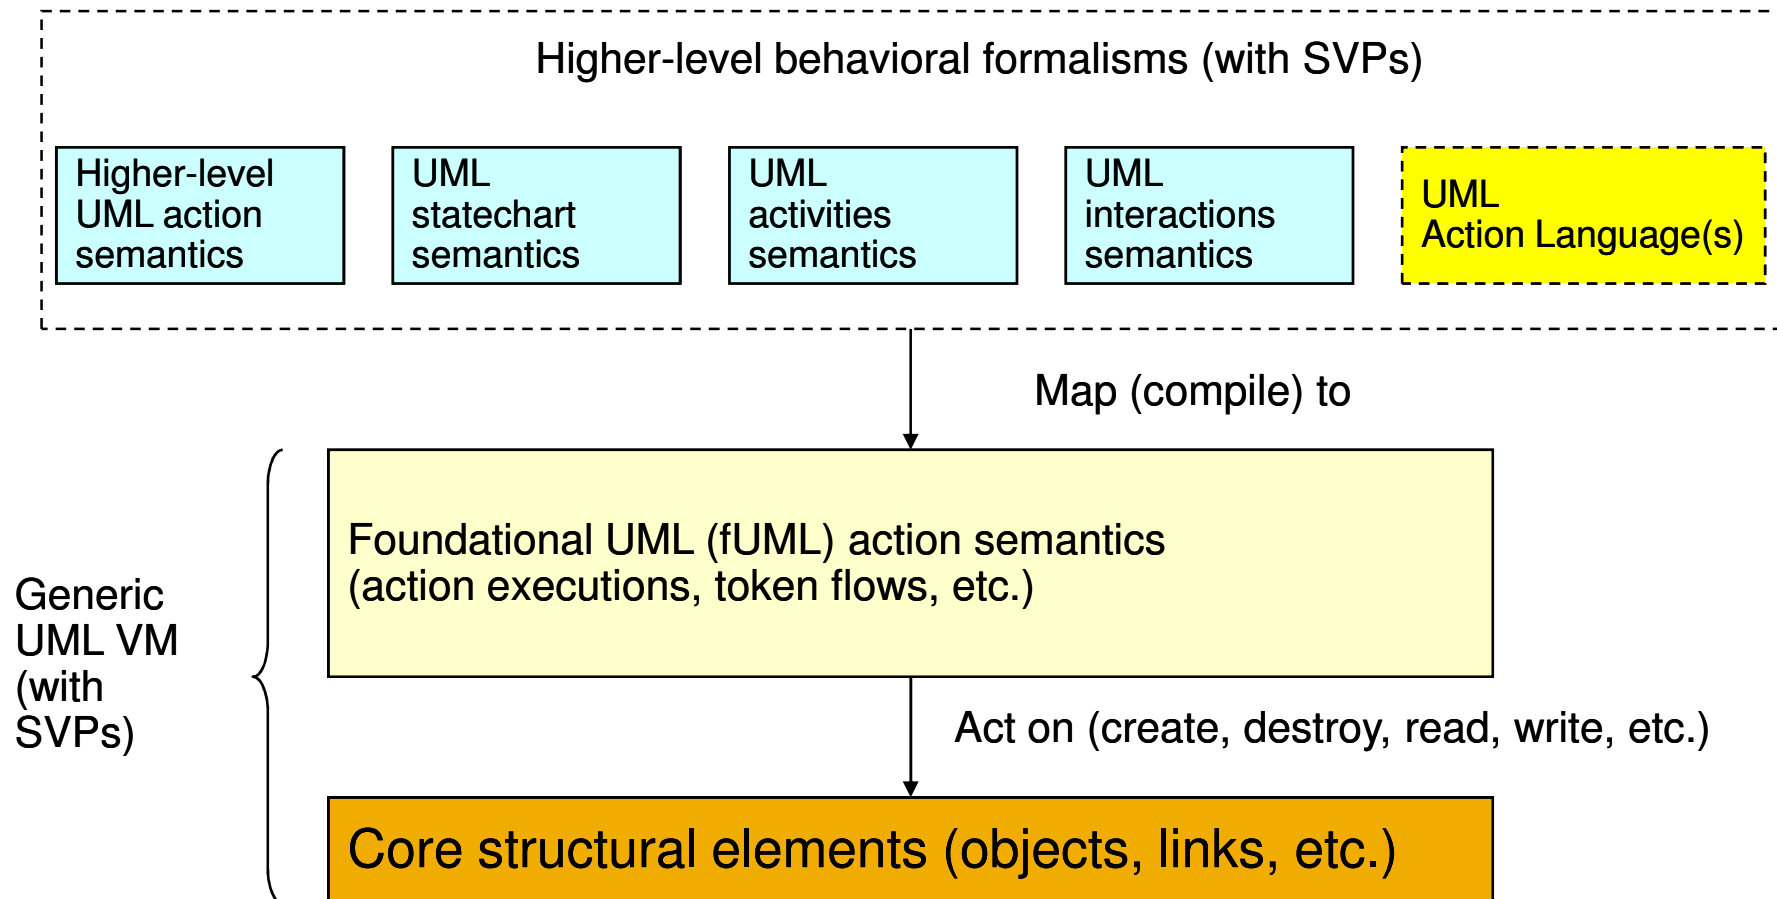 Higher-level behavioral formalisms (with SVPs)
Higher-level
UML action
semantics
UML
statechart
semantics
UML
activities
semantics
UML
interactions
semantics
UML
Action Language(s)
Map (compile) to
Foundational UML (fUML) action semantics
(action executions, token flows, etc.)
Generic
UML VM
(with
SVPs)
Act on (create, destroy, read, write, etc.)
Core structural elements (objects, links, etc.)